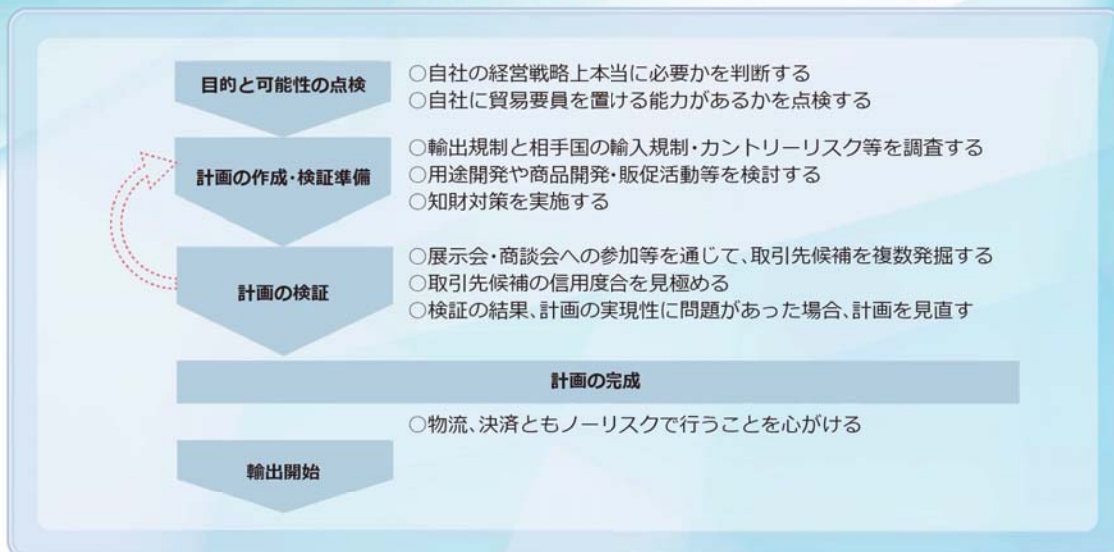 目的と可能性の点検
○自社の経営戦略上本当に必要かを判断する
○自社に貿易要員を置ける能力があるかを点検する
計画の作成・検証準備
○輸出規制と相手国の輸入規制・カントリーリスク等を調査する
○用途開発や商品開発・販促活動等を検討する
○知財対策を実施する
計画の検証
○展示会・商談会への参加等を通じて、取引先候補を複数発掘する
○取引先候補の信用度合を見極める
○検証の結果、計画の実現性に問題があった場合、計画を見直す
計画の完成
○物流、決済ともノーリスクで行うことを心がける
輸出開始